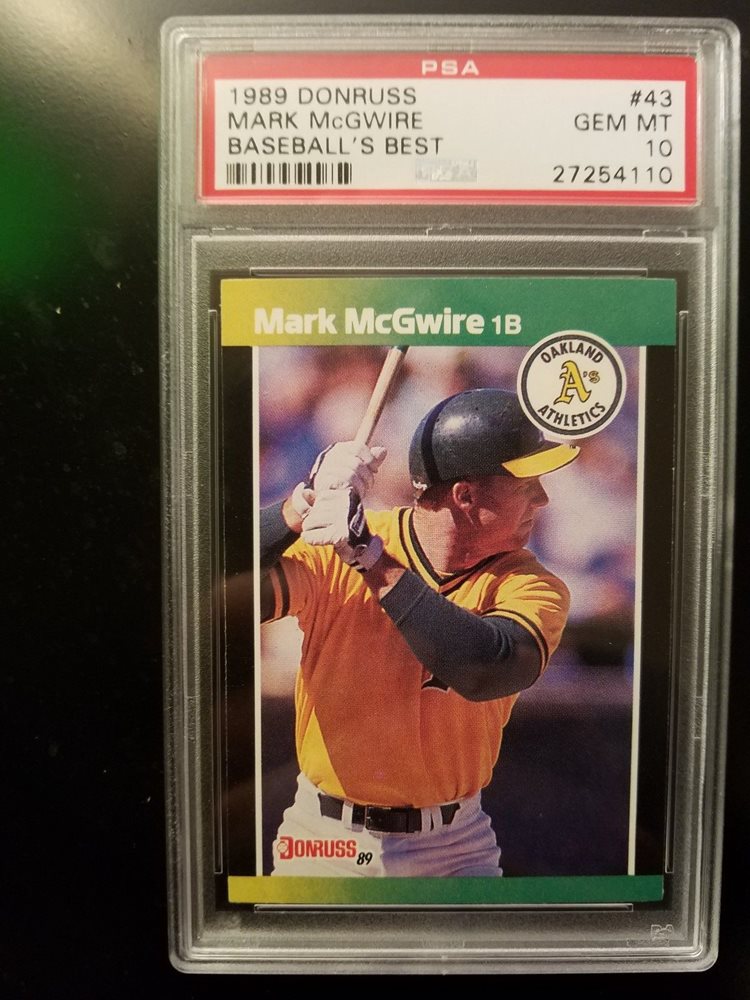 PSA
1989 DONRUSS #43
MARK McGWIRE GEM MT
BASEBALL'S BEST 10
27254110
Mark McGwire 1B
OAKLAND
A's
ATHLETICS
DONRUSS 89